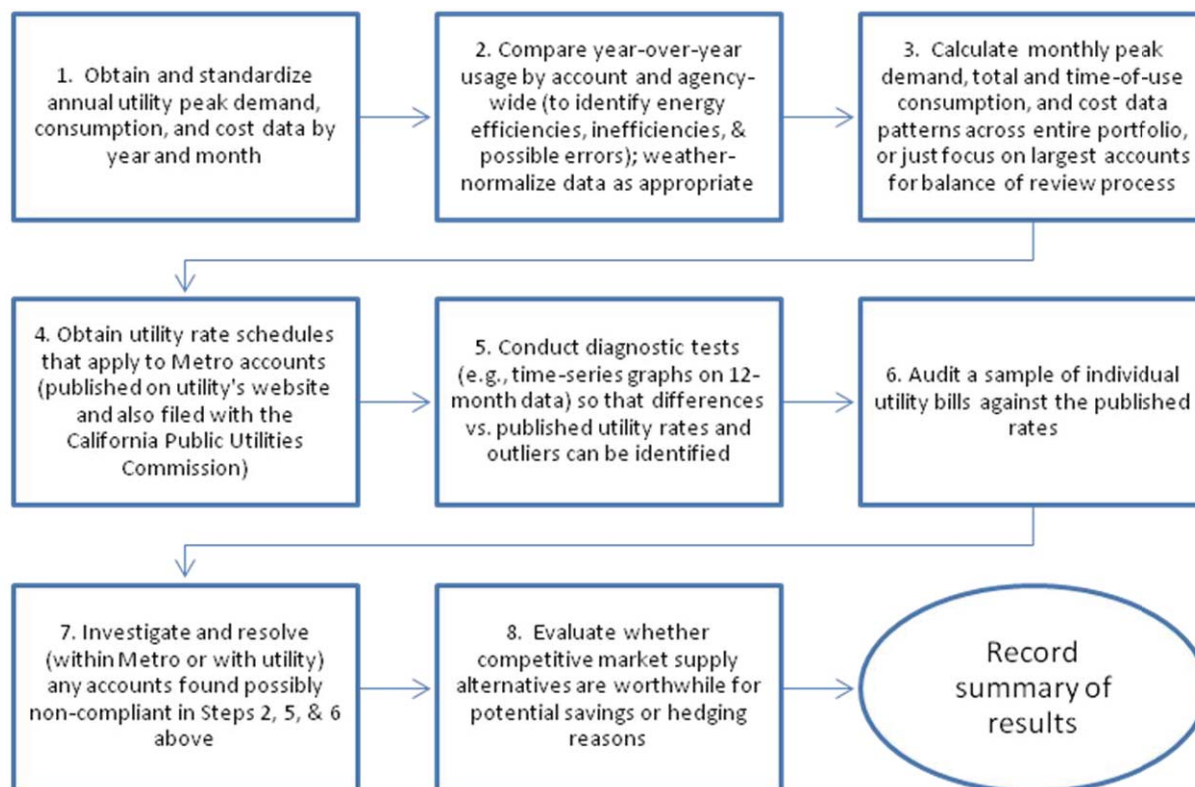 1.  Obtain and standardize
annual utility peak demand,
consumption, and cost data by
year and month
2. Compare year-over-year
usage by account and agency-
wide (to identify energy
efficiencies, inefficiencies, &
possible errors); weather-
normalize data as appropriate
3.  Calculate monthly peak
demand, total and time-of-use
consumption, and cost data
patterns across entire portfolio,
or just focus on largest accounts
for balance of review process
4. Obtain utility rate schedules
that apply to Metro accounts
(published on utility's website
and also filed with the
California Public Utilities
Commission)
5. Conduct diagnostic tests
(e.g., time-series graphs on 12-
month data) so that differences
vs. published utility rates and
outliers can be identified
6. Audit a sample of individual
utility bills against the published
rates
7. Investigate and resolve
(within Metro or with utility)
any accounts found possibly
non-compliant in Steps 2, 5, & 6
above
8. Evaluate whether
competitive market supply
alternatives are worthwhile for
potential savings or hedging
reasons
Record
summary of
results